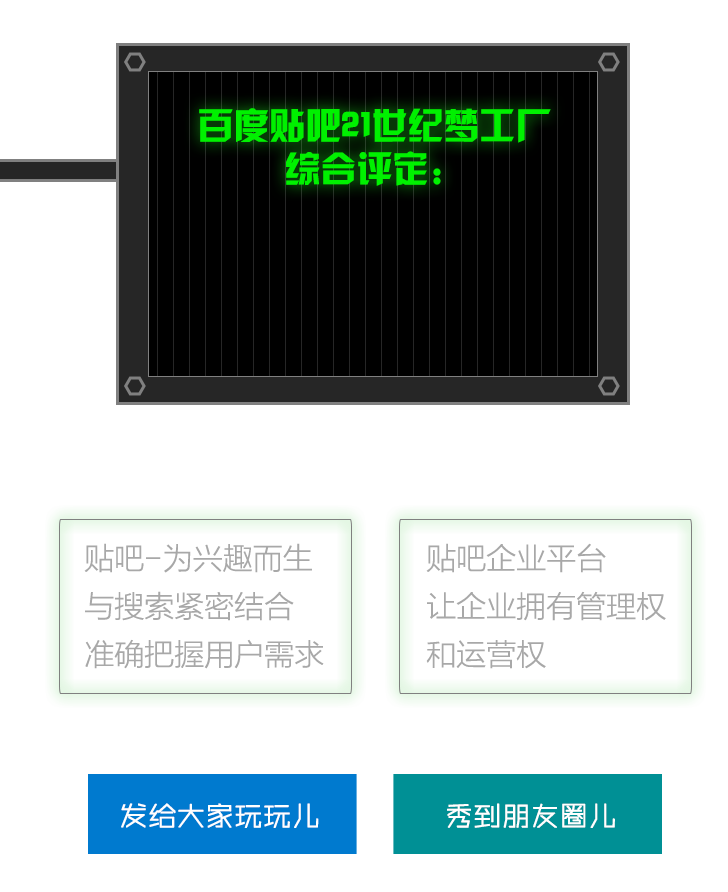 百度贴吧21世纪梦工厂
综合评定：
贴吧-为兴趣而生
与搜索紧密结合
准确把握用户需求
贴吧企业平台
让企业拥有管理权
和运营权
发给大家玩玩儿
秀到朋友圈儿